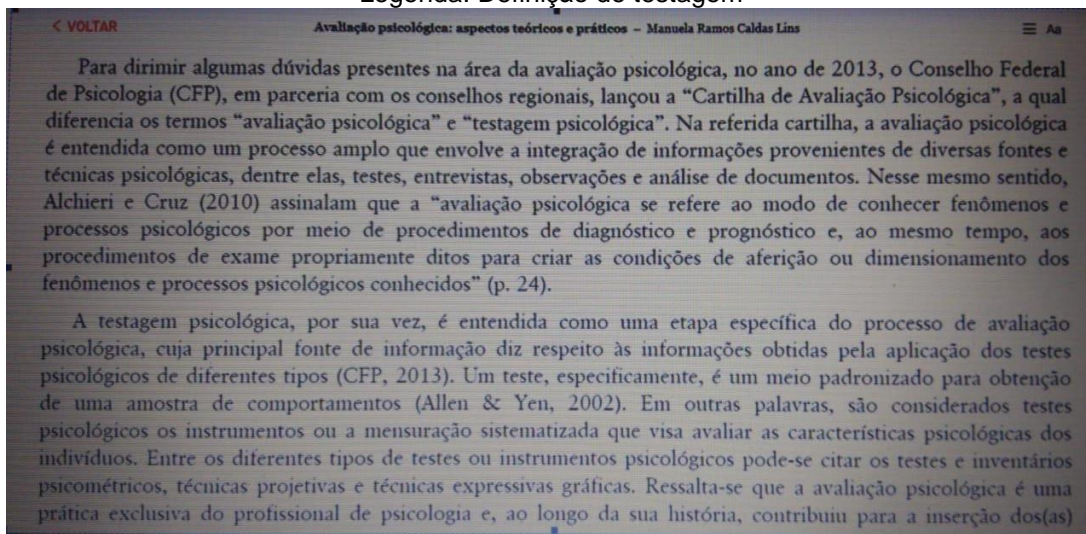 Legenda: Definição de testagem
< VOLTAR Avaliação psicológica: aspectos teóricos e práticos – Manuela Ramos Caldas Lins ☰ Aa
Para dirimir algumas dúvidas presentes na área da avaliação psicológica, no ano de 2013, o Conselho Federal
de Psicologia (CFP), em parceria com os conselhos regionais, lançou a “Cartilha de Avaliação Psicológica”, a qual
diferencia os termos “avaliação psicológica” e “testagem psicológica”. Na referida cartilha, a avaliação psicológica
é entendida como um processo amplo que envolve a integração de informações provenientes de diversas fontes e
técnicas psicológicas, dentre elas, testes, entrevistas, observações e análise de documentos. Nesse mesmo sentido,
Alchieri e Cruz (2010) assinalam que a “avaliação psicológica se refere ao modo de conhecer fenômenos e
processos psicológicos por meio de procedimentos de diagnóstico e prognóstico e, ao mesmo tempo, aos
procedimentos de exame propriamente ditos para criar as condições de aferição ou dimensionamento dos
fenômenos e processos psicológicos conhecidos” (p. 24).
A testagem psicológica, por sua vez, é entendida como uma etapa específica do processo de avaliação
psicológica, cuja principal fonte de informação diz respeito às informações obtidas pela aplicação dos testes
psicológicos de diferentes tipos (CFP, 2013). Um teste, especificamente, é um meio padronizado para obtenção
de uma amostra de comportamentos (Allen & Yen, 2002). Em outras palavras, são considerados testes
psicológicos os instrumentos ou a mensuração sistematizada que visa avaliar as características psicológicas dos
indivíduos. Entre os diferentes tipos de testes ou instrumentos psicológicos pode-se citar os testes e inventários
psicométricos, técnicas projetivas e técnicas expressivas gráficas. Ressalta-se que a avaliação psicológica é uma
prática exclusiva do profissional de psicologia e, ao longo da sua história, contribuiu para a inserção dos(as)